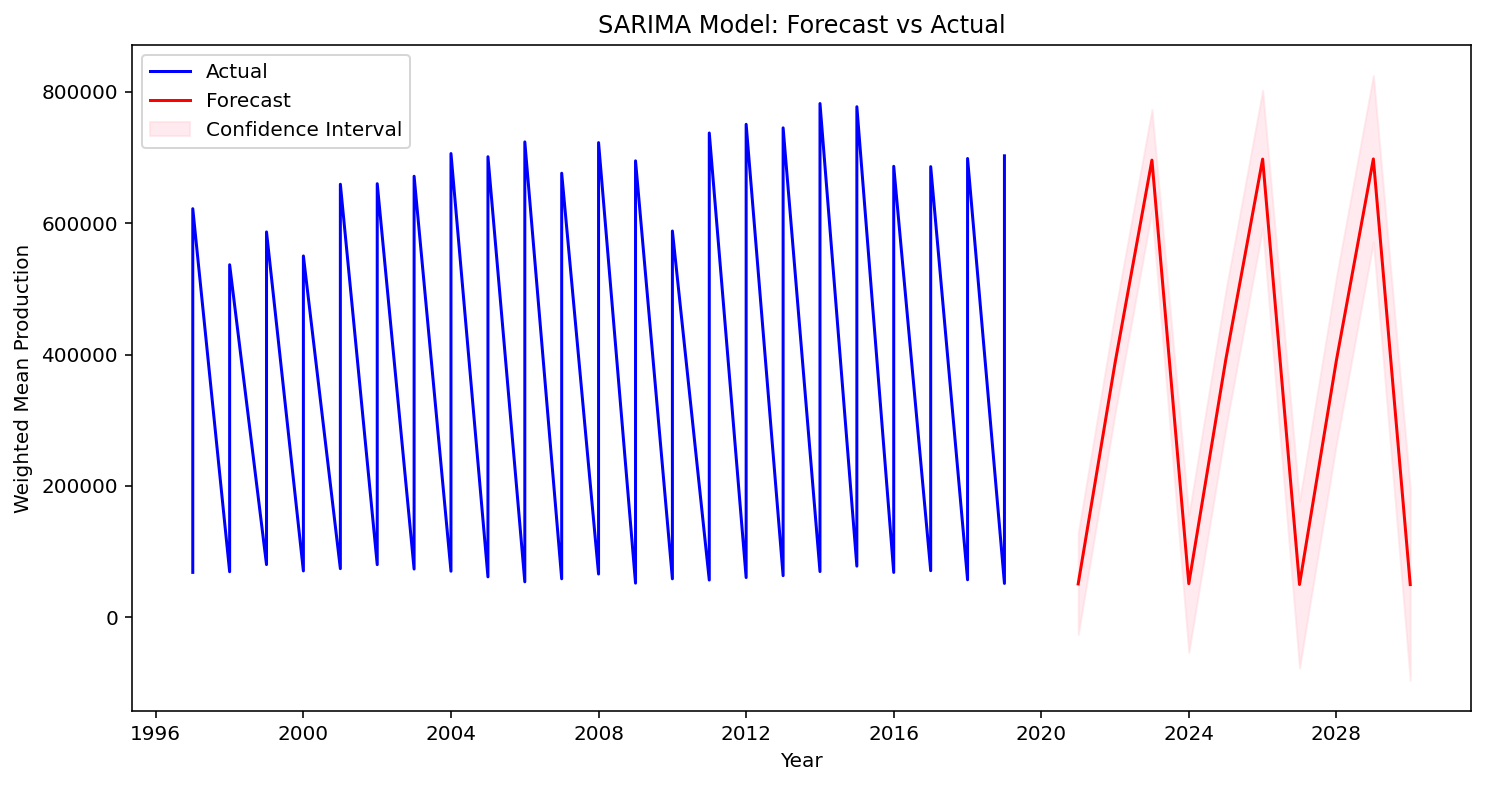 SARIMA Model: Forecast vs Actual
Actual
Forecast
Confidence Interval
Weighted Mean Production
800000
600000
400000
200000
0
1996 2000 2004 2008 2012 2016 2020 2024 2028
Year